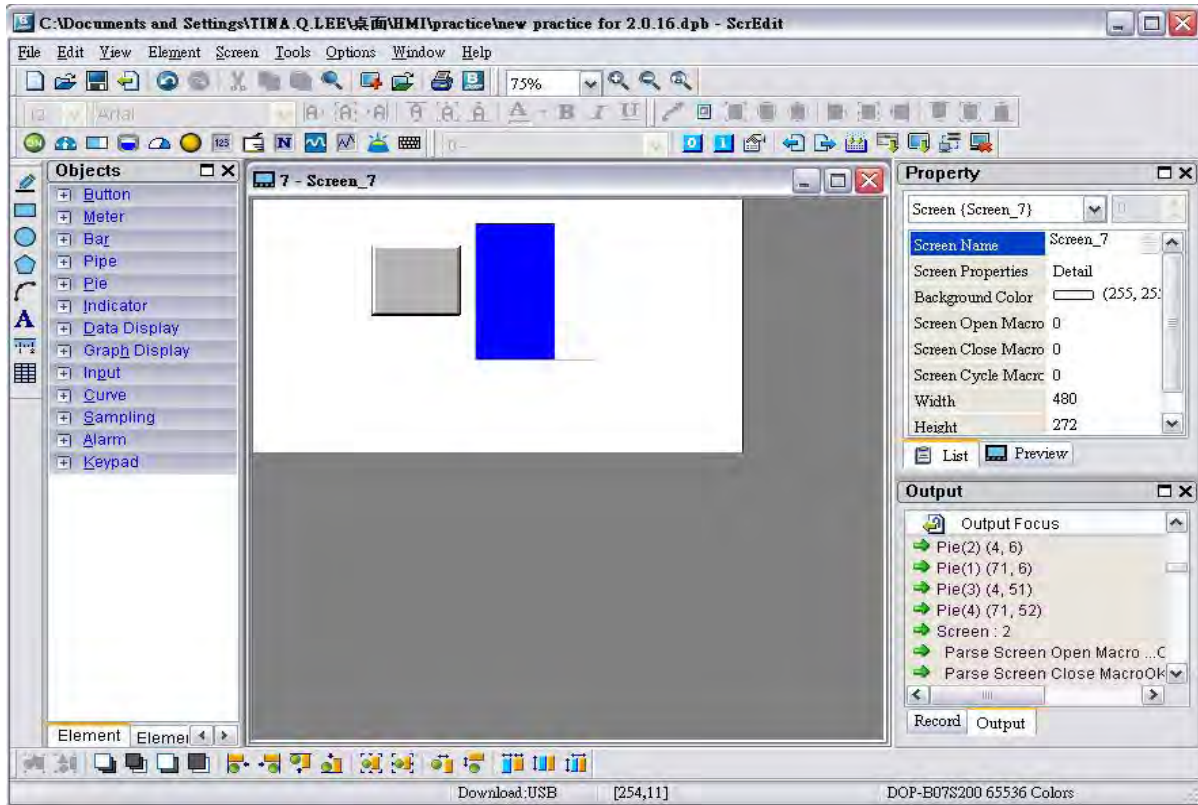 C:\Documents and Settings\TINA.Q.LEE\桌面\HMI\practice\new practice for 2.0.16.dpb - ScrEdit
File Edit View Element Screen Tools Options Window Help
75%
Arial
Objects
Button
Meter
Bar
Pipe
Pie
Indicator
Data Display
Graph Display
Input
Curve
Sampling
Alarm
Keypad
Element Elemei
7 - Screen_7
Property
Screen {Screen_7} 0
Screen Name Screen_7
Screen Properties Detail
Background Color (255, 25
Screen Open Macro 0
Screen Close Macro 0
Screen Cycle Macrc 0
Width 480
Height 272
List Preview
Output
Output Focus
Pie(2) (4, 6)
Pie(1) (71, 6)
Pie(3) (4, 51)
Pie(4) (71, 52)
Screen : 2
Parse Screen Open Macro ...C
Parse Screen Close MacroOk
Record Output
Download:USB [254,11] DOP-B07S200 65536 Colors